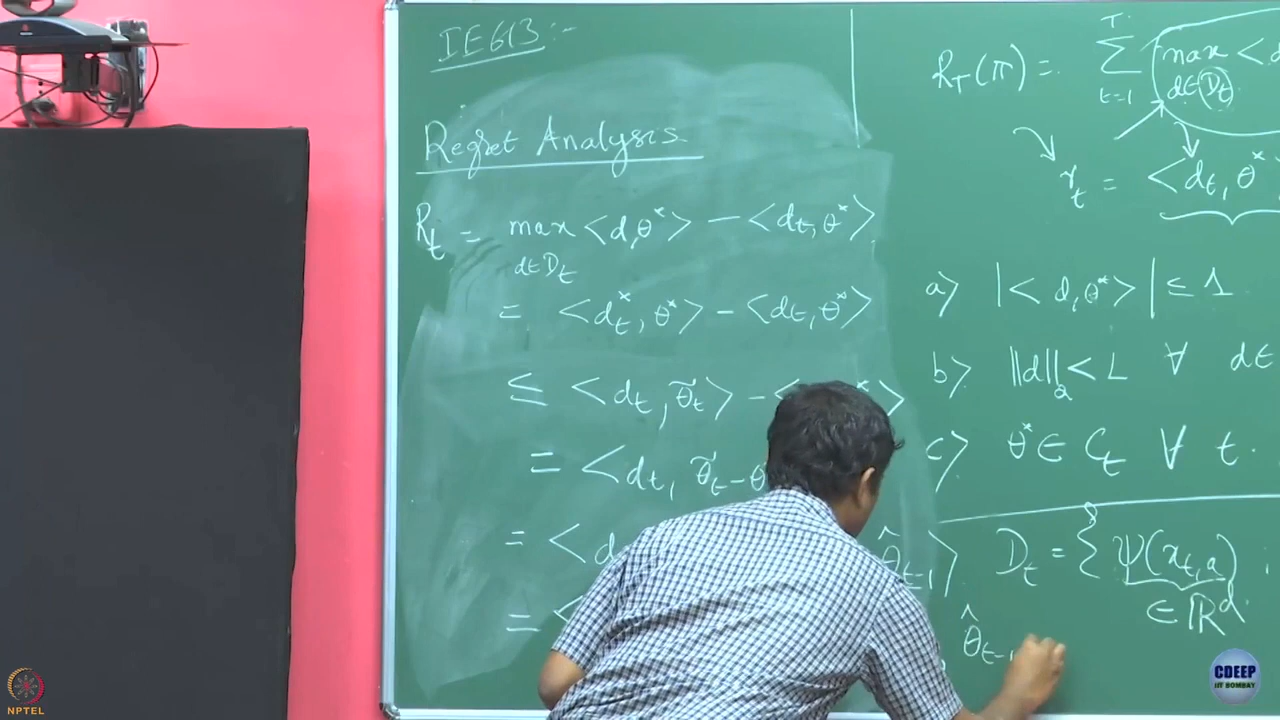 IE613:-
Regret Analysis
R_t = max_{d∈D_t} <d,θ*> - <d_t,θ*>
= <d_t*, θ*> - <d_t, θ*>
≤ <d_t, θ̃_t> - <
= <d_t, θ̃_t - θ
= <d θ̂_{t-1}>
= < , θ̂_{t-1}
R_T(π) = Σ_{t=1}^{T} max_{d∈D_t} <
r_t = <d_t, θ*
a> |< d, θ* >| ≤ 1
b> ||d||_2 < L ∀ d∈
c> θ* ∈ C_t ∀ t.
D_t = { ψ(x_t,a) :
∈ ℝ^d.
NPTEL
CDEEP
IIT BOMBAY